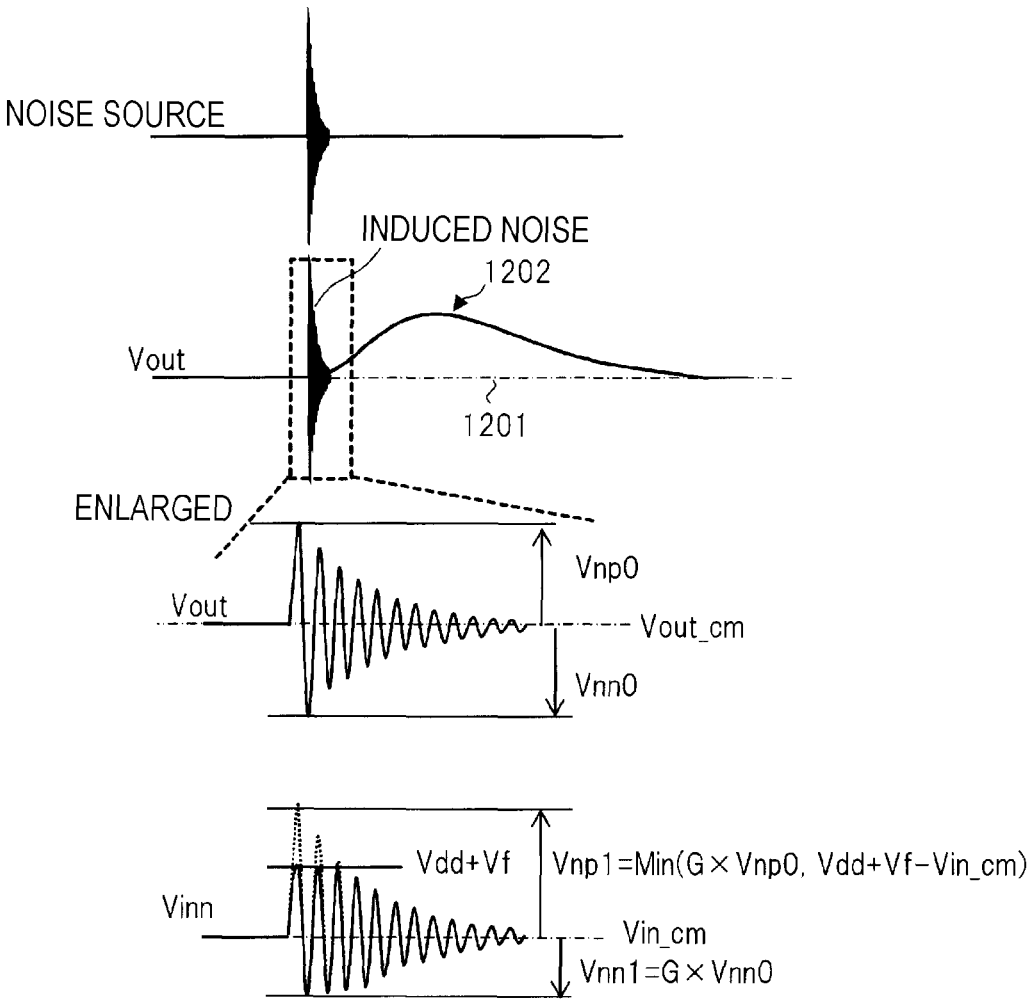 NOISE SOURCE
INDUCED NOISE
1202
Vout
1201
ENLARGED
Vnp0
Vout
Vout_cm
Vnn0
Vdd+Vf
Vnp1=Min(G×Vnp0, Vdd+Vf-Vin_cm)
Vinn
Vin_cm
Vnn1=G×Vnn0